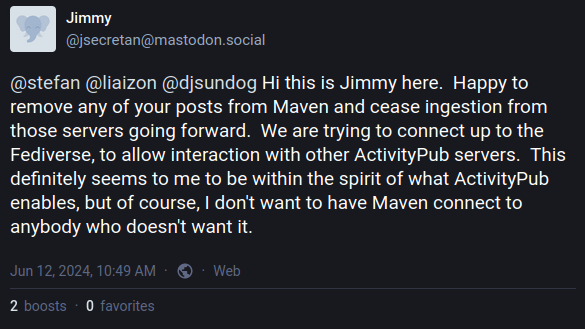 Jimmy
@jsecretan@mastodon.social
@stefan @liaizon @djsundog Hi this is Jimmy here.  Happy to
remove any of your posts from Maven and cease ingestion from
those servers going forward.  We are trying to connect up to the
Fediverse, to allow interaction with other ActivityPub servers.  This
definitely seems to me to be within the spirit of what ActivityPub
enables, but of course, I don't want to have Maven connect to
anybody who doesn't want it.
Jun 12, 2024, 10:49 AM · · Web
2 boosts · 0 favorites